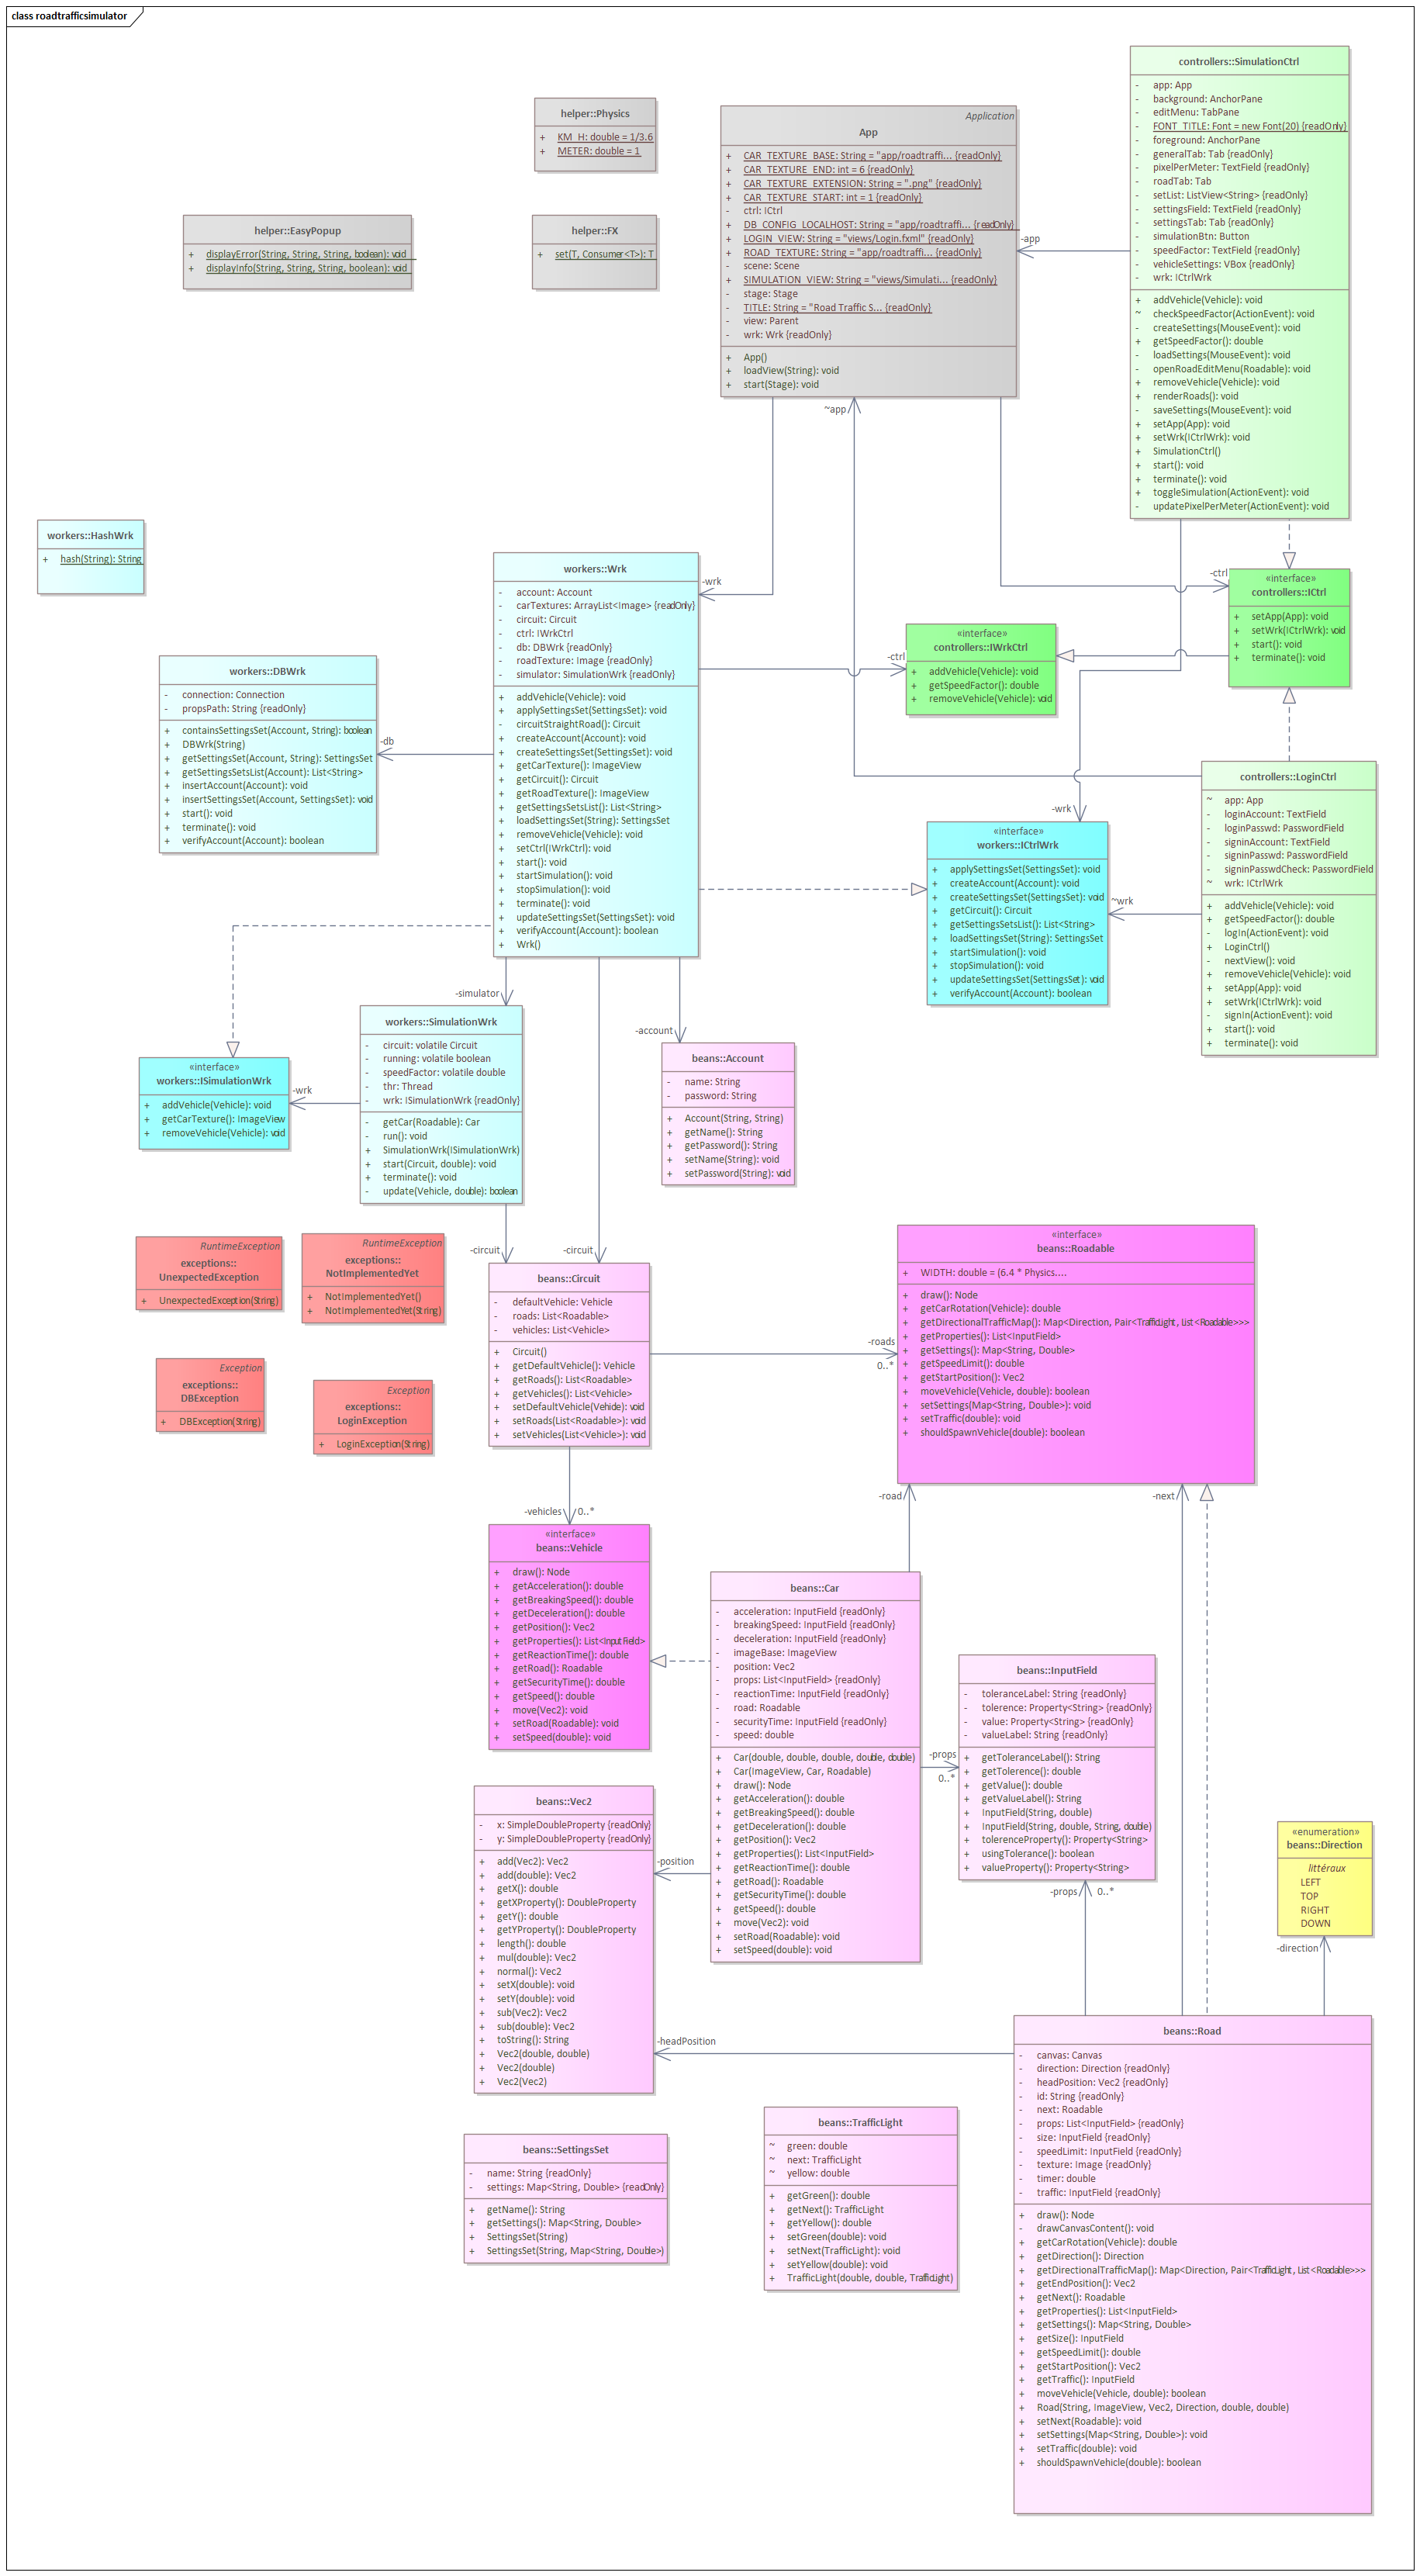 class roadtrafficsimulator
controllers::SimulationCtrl
- app: App
- background: AnchorPane
- editMenu: TabPane
- FONT_TITLE: Font = new Font(20) {readOnly}
- foreground: AnchorPane
- generalTab: Tab {readOnly}
- pixelPerMeter: TextField {readOnly}
- roadTab: Tab
- setList: ListView<String> {readOnly}
- settingsField: TextField {readOnly}
- settingsTab: Tab {readOnly}
- simulationBtn: Button
- speedFactor: TextField {readOnly}
- vehicleSettings: VBox {readOnly}
- wrk: ICtrlWrk
+ addVehicle(Vehicle): void
~ checkSpeedFactor(ActionEvent): void
- createSettings(MouseEvent): void
+ getSpeedFactor(): double
- loadSettings(MouseEvent): void
- openRoadEditMenu(Roadable): void
+ removeVehicle(Vehicle): void
+ renderRoads(): void
- saveSettings(MouseEvent): void
+ setApp(App): void
+ setWrk(ICtrlWrk): void
+ SimulationCtrl()
+ start(): void
+ terminate(): void
+ toggleSimulation(ActionEvent): void
- updatePixelPerMeter(ActionEvent): void
helper::Physics
+ KM_H: double = 1/3.6
+ METER: double = 1
Application
App
+ CAR_TEXTURE_BASE: String = "app/roadtraffi... {readOnly}
+ CAR_TEXTURE_END: int = 6 {readOnly}
+ CAR_TEXTURE_EXTENSION: String = ".png" {readOnly}
+ CAR_TEXTURE_START: int = 1 {readOnly}
- ctrl: ICtrl
+ DB_CONFIG_LOCALHOST: String = "app/roadtraffi... {readOnly}
+ LOGIN_VIEW: String = "views/Login.fxml" {readOnly}
+ ROAD_TEXTURE: String = "app/roadtraffi... {readOnly}
- scene: Scene
+ SIMULATION_VIEW: String = "views/Simulati... {readOnly}
- stage: Stage
- TITLE: String = "Road Traffic S... {readOnly}
- view: Parent
- wrk: Wrk {readOnly}
+ App()
+ loadView(String): void
+ start(Stage): void
helper::EasyPopup
+ displayError(String, String, String, boolean): void
+ displayInfo(String, String, String, boolean): void
helper::FX
+ set(T, Consumer<T>): T
-app
~app
workers::HashWrk
+ hash(String): String
workers::Wrk
- account: Account
- carTextures: ArrayList<Image> {readOnly}
- circuit: Circuit
- ctrl: IWrkCtrl
- db: DBWrk {readOnly}
- roadTexture: Image {readOnly}
- simulator: SimulationWrk {readOnly}
+ addVehicle(Vehicle): void
+ applySettingsSet(SettingsSet): void
- circuitStraightRoad(): Circuit
+ createAccount(Account): void
+ createSettingsSet(SettingsSet): void
+ getCarTexture(): ImageView
+ getCircuit(): Circuit
+ getRoadTexture(): ImageView
+ getSettingsSetsList(): List<String>
+ loadSettingsSet(String): SettingsSet
+ removeVehicle(Vehicle): void
+ setCtrl(IWrkCtrl): void
+ start(): void
+ startSimulation(): void
+ stopSimulation(): void
+ terminate(): void
+ updateSettingsSet(SettingsSet): void
+ verifyAccount(Account): boolean
+ Wrk()
-wrk
-ctrl
«interface»
controllers::ICtrl
+ setApp(App): void
+ setWrk(ICtrlWrk): void
+ start(): void
+ terminate(): void
-ctrl
«interface»
controllers::IWrkCtrl
+ addVehicle(Vehicle): void
+ getSpeedFactor(): double
+ removeVehicle(Vehicle): void
workers::DBWrk
- connection: Connection
- propsPath: String {readOnly}
+ containsSettingsSet(Account, String): boolean
+ DBWrk(String)
+ getSettingsSet(Account, String): SettingsSet
+ getSettingsSetsList(Account): List<String>
+ insertAccount(Account): void
+ insertSettingsSet(Account, SettingsSet): void
+ start(): void
+ terminate(): void
+ verifyAccount(Account): boolean
-db
controllers::LoginCtrl
~ app: App
- loginAccount: TextField
- loginPasswd: PasswordField
- signinAccount: TextField
- signinPasswd: PasswordField
- signinPasswdCheck: PasswordField
~ wrk: ICtrlWrk
+ addVehicle(Vehicle): void
+ getSpeedFactor(): double
- logIn(ActionEvent): void
+ LoginCtrl()
- nextView(): void
+ removeVehicle(Vehicle): void
+ setApp(App): void
+ setWrk(ICtrlWrk): void
- signIn(ActionEvent): void
+ start(): void
+ terminate(): void
-wrk
~wrk
«interface»
workers::ICtrlWrk
+ applySettingsSet(SettingsSet): void
+ createAccount(Account): void
+ createSettingsSet(SettingsSet): void
+ getCircuit(): Circuit
+ getSettingsSetsList(): List<String>
+ loadSettingsSet(String): SettingsSet
+ startSimulation(): void
+ stopSimulation(): void
+ updateSettingsSet(SettingsSet): void
+ verifyAccount(Account): boolean
-simulator
workers::SimulationWrk
- circuit: volatile Circuit
- running: volatile boolean
- speedFactor: volatile double
- thr: Thread
- wrk: ISimulationWrk {readOnly}
- getCar(Roadable): Car
- run(): void
+ SimulationWrk(ISimulationWrk)
+ start(Circuit, double): void
+ terminate(): void
- update(Vehicle, double): boolean
-account
beans::Account
- name: String
- password: String
+ Account(String, String)
+ getName(): String
+ getPassword(): String
+ setName(String): void
+ setPassword(String): void
«interface»
workers::ISimulationWrk
+ addVehicle(Vehicle): void
+ getCarTexture(): ImageView
+ removeVehicle(Vehicle): void
-wrk
RuntimeException
exceptions::
UnexpectedException
+ UnexpectedException(String)
RuntimeException
exceptions::
NotImplementedYet
+ NotImplementedYet()
+ NotImplementedYet(String)
Exception
exceptions::
DBException
+ DBException(String)
Exception
exceptions::
LoginException
+ LoginException(String)
-circuit
-circuit
beans::Circuit
- defaultVehicle: Vehicle
- roads: List<Roadable>
- vehicles: List<Vehicle>
+ Circuit()
+ getDefaultVehicle(): Vehicle
+ getRoads(): List<Roadable>
+ getVehicles(): List<Vehicle>
+ setDefaultVehicle(Vehicle): void
+ setRoads(List<Roadable>): void
+ setVehicles(List<Vehicle>): void
-roads
0..*
«interface»
beans::Roadable
+ WIDTH: double = (6.4 * Physics....
+ draw(): Node
+ getCarRotation(Vehicle): double
+ getDirectionalTrafficMap(): Map<Direction, Pair<TrafficLight, List<Roadable>>>
+ getProperties(): List<InputField>
+ getSettings(): Map<String, Double>
+ getSpeedLimit(): double
+ getStartPosition(): Vec2
+ moveVehicle(Vehicle, double): boolean
+ setSettings(Map<String, Double>): void
+ setTraffic(double): void
+ shouldSpawnVehicle(double): boolean
-vehicles
0..*
-road
-next
«interface»
beans::Vehicle
+ draw(): Node
+ getAcceleration(): double
+ getBreakingSpeed(): double
+ getDeceleration(): double
+ getPosition(): Vec2
+ getProperties(): List<InputField>
+ getReactionTime(): double
+ getRoad(): Roadable
+ getSecurityTime(): double
+ getSpeed(): double
+ move(Vec2): void
+ setRoad(Roadable): void
+ setSpeed(double): void
beans::Car
- acceleration: InputField {readOnly}
- breakingSpeed: InputField {readOnly}
- deceleration: InputField {readOnly}
- imageBase: ImageView
- position: Vec2
- props: List<InputField> {readOnly}
- reactionTime: InputField {readOnly}
- road: Roadable
- securityTime: InputField {readOnly}
- speed: double
+ Car(double, double, double, double, double)
+ Car(ImageView, Car, Roadable)
+ draw(): Node
+ getAcceleration(): double
+ getBreakingSpeed(): double
+ getDeceleration(): double
+ getPosition(): Vec2
+ getProperties(): List<InputField>
+ getReactionTime(): double
+ getRoad(): Roadable
+ getSecurityTime(): double
+ getSpeed(): double
+ move(Vec2): void
+ setRoad(Roadable): void
+ setSpeed(double): void
-props
0..*
beans::InputField
- toleranceLabel: String {readOnly}
- tolerence: Property<String> {readOnly}
- value: Property<String> {readOnly}
- valueLabel: String {readOnly}
+ getToleranceLabel(): String
+ getTolerence(): double
+ getValue(): double
+ getValueLabel(): String
+ InputField(String, double)
+ InputField(String, double, String, double)
+ tolerenceProperty(): Property<String>
+ usingTolerance(): boolean
+ valueProperty(): Property<String>
-props
0..*
beans::Vec2
- x: SimpleDoubleProperty {readOnly}
- y: SimpleDoubleProperty {readOnly}
+ add(Vec2): Vec2
+ add(double): Vec2
+ getX(): double
+ getXProperty(): DoubleProperty
+ getY(): double
+ getYProperty(): DoubleProperty
+ length(): double
+ mul(double): Vec2
+ normal(): Vec2
+ setX(double): void
+ setY(double): void
+ sub(Vec2): Vec2
+ sub(double): Vec2
+ toString(): String
+ Vec2(double, double)
+ Vec2(double)
+ Vec2(Vec2)
-position
-headPosition
«enumeration»
beans::Direction
littéraux
LEFT
TOP
RIGHT
DOWN
-direction
beans::Road
- canvas: Canvas
- direction: Direction {readOnly}
- headPosition: Vec2 {readOnly}
- id: String {readOnly}
- next: Roadable
- props: List<InputField> {readOnly}
- size: InputField {readOnly}
- speedLimit: InputField {readOnly}
- texture: Image {readOnly}
- timer: double
- traffic: InputField {readOnly}
+ draw(): Node
- drawCanvasContent(): void
+ getCarRotation(Vehicle): double
+ getDirection(): Direction
+ getDirectionalTrafficMap(): Map<Direction, Pair<TrafficLight, List<Roadable>>>
+ getEndPosition(): Vec2
+ getNext(): Roadable
+ getProperties(): List<InputField>
+ getSettings(): Map<String, Double>
+ getSize(): InputField
+ getSpeedLimit(): double
+ getStartPosition(): Vec2
+ getTraffic(): InputField
+ moveVehicle(Vehicle, double): boolean
+ Road(String, ImageView, Vec2, Direction, double, double)
+ setNext(Roadable): void
+ setSettings(Map<String, Double>): void
+ setTraffic(double): void
+ shouldSpawnVehicle(double): boolean
beans::TrafficLight
~ green: double
~ next: TrafficLight
~ yellow: double
+ getGreen(): double
+ getNext(): TrafficLight
+ getYellow(): double
+ setGreen(double): void
+ setNext(TrafficLight): void
+ setYellow(double): void
+ TrafficLight(double, double, TrafficLight)
beans::SettingsSet
- name: String {readOnly}
- settings: Map<String, Double> {readOnly}
+ getName(): String
+ getSettings(): Map<String, Double>
+ SettingsSet(String)
+ SettingsSet(String, Map<String, Double>)